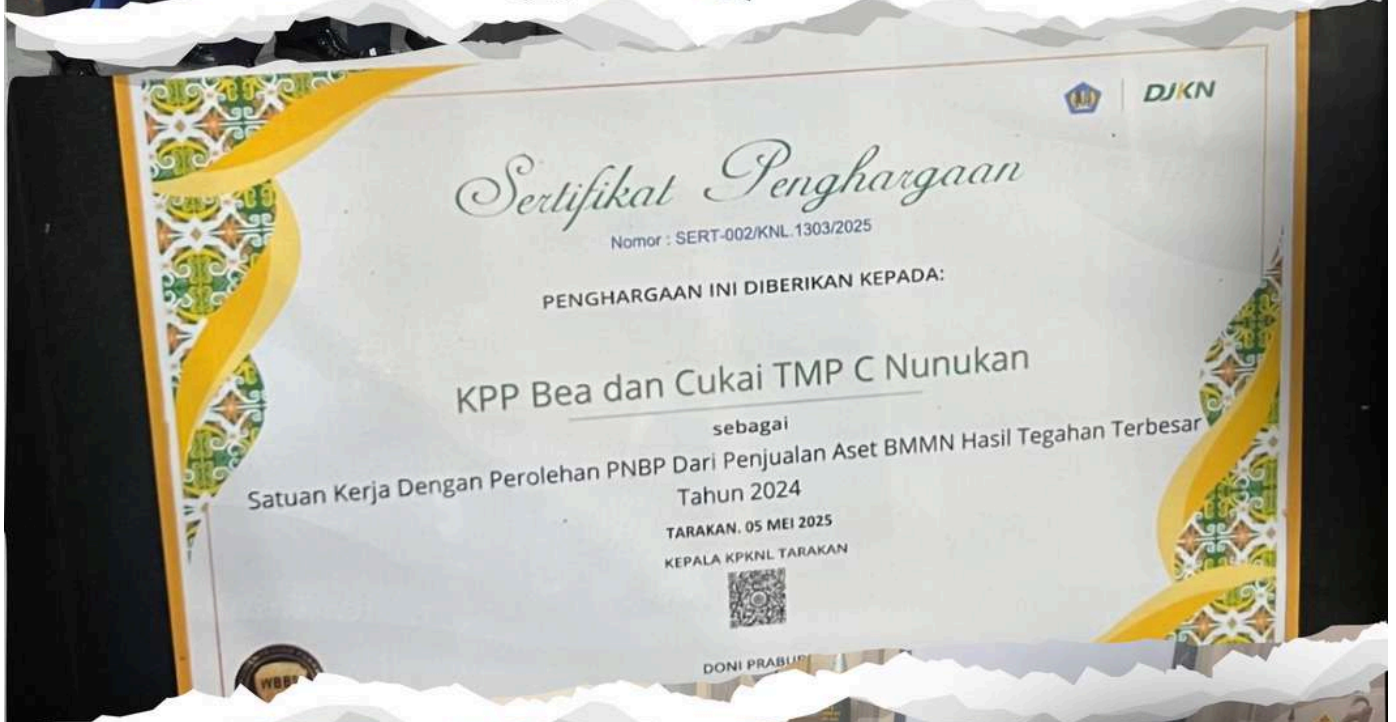 DJKN
Sertifikat Penghargaan
Nomor : SERT-002/KNL.1303/2025
PENGHARGAAN INI DIBERIKAN KEPADA:
KPP Bea dan Cukai TMP C Nunukan
sebagai
Satuan Kerja Dengan Perolehan PNBP Dari Penjualan Aset BMMN Hasil Tegahan Terbesar
Tahun 2024
TARAKAN. 05 MEI 2025
KEPALA KPKNL TARAKAN
DONI